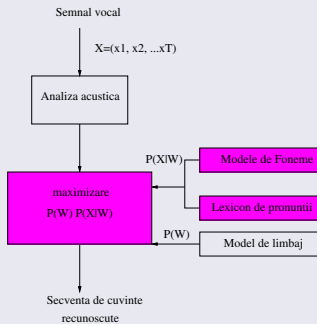 Semnal vocal
X=(x1, x2, ...xT)
Analiza acustica
P(X|W)
Modele de Foneme
maximizare
P(W) P(X|W)
Lexicon de pronuntii
P(W)
Model de limbaj
Secventa de cuvinte
recunoscute